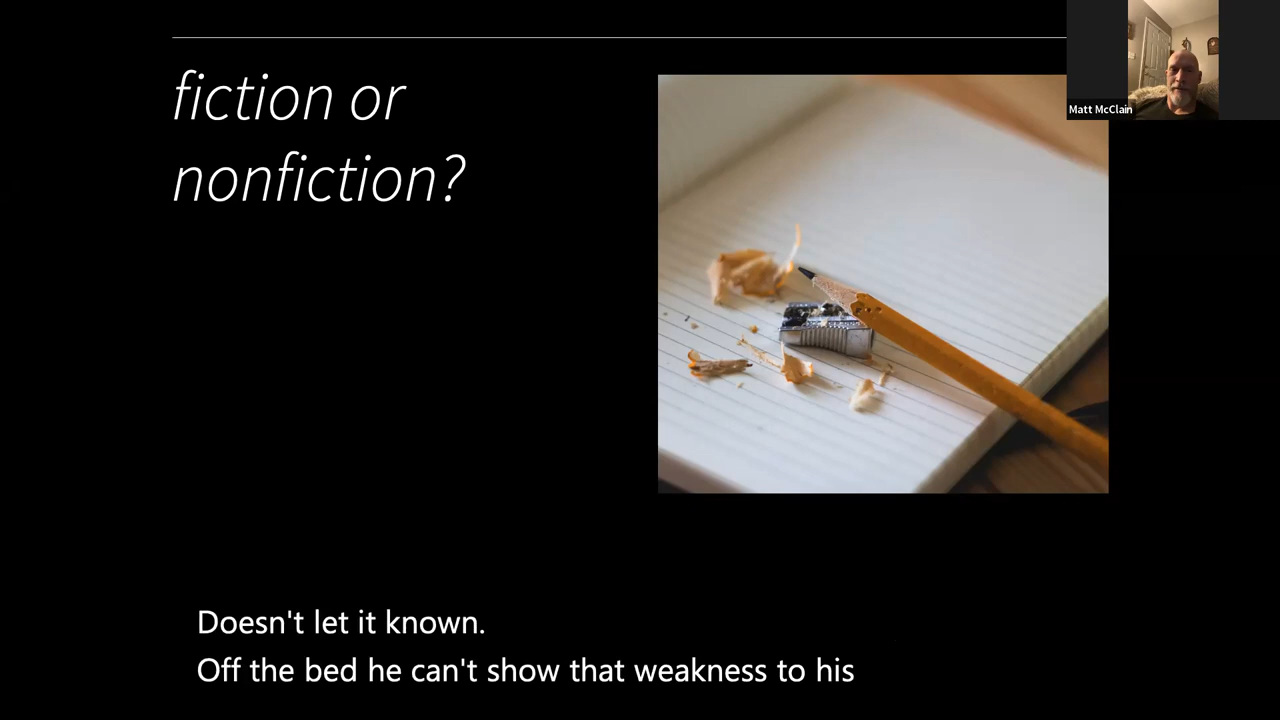 fiction or
nonfiction?
Matt McClain
Doesn't let it known.
Off the bed he can't show that weakness to his